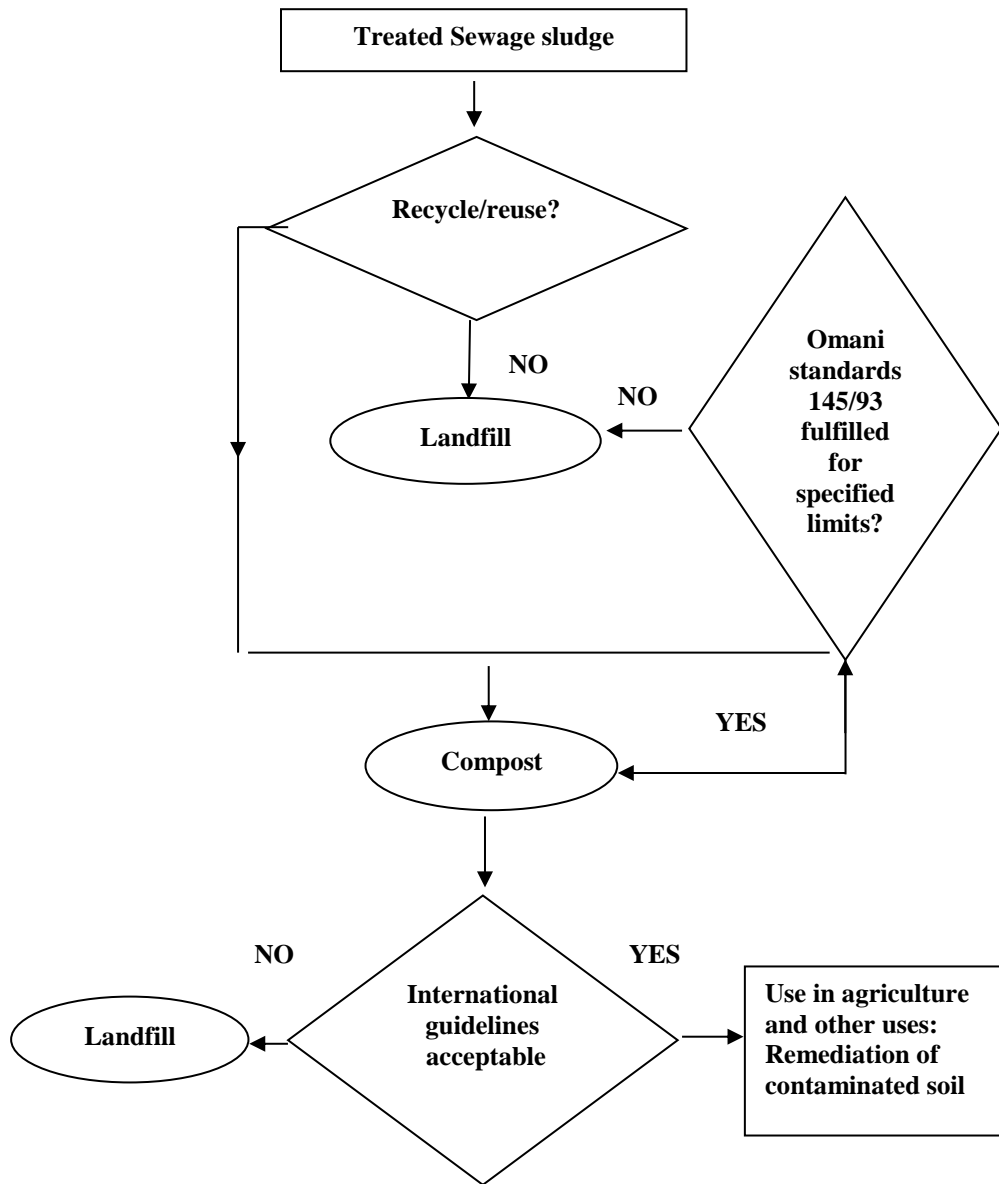 Treated Sewage sludge
Recycle/reuse?
NO
Landfill
NO
Omani
standards
145/93
fulfilled
for
specified
limits?
YES
Compost
NO
YES
International
guidelines
acceptable
Landfill
Use in agriculture
and other uses:
Remediation of
contaminated soil